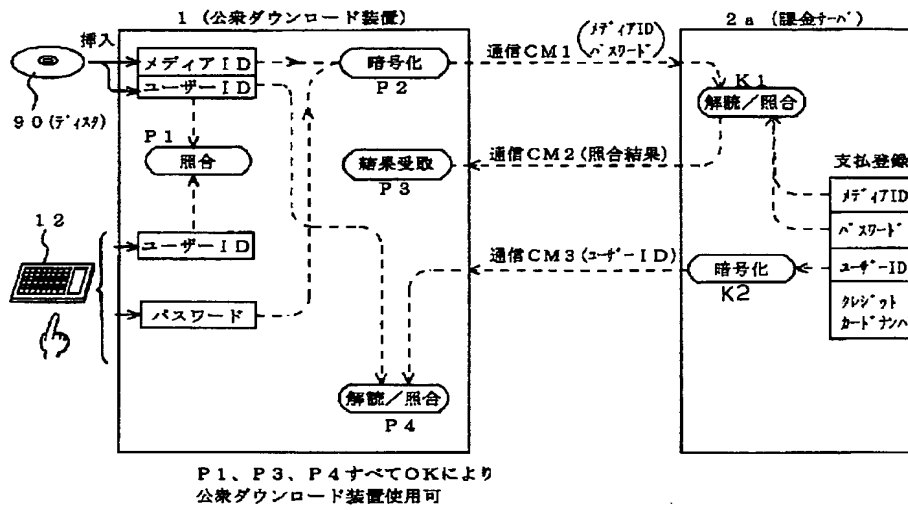 1 (公衆ダウンロード装置)
2a (課金サーバ)
挿入
メディアID
ユーザーID
90(ディスク)
暗号化
P2
通信CM1
(メディアID
パスワード)
K1
解読/照合
P1
照合
結果受取
P3
通信CM2(照合結果)
支払登録
メディアID
パスワード
ユーザーID
クレジット
カードナンバ
12
ユーザーID
パスワード
通信CM3(ユーザーID)
暗号化
K2
解読/照合
P4
P1、P3、P4すべてOKにより
公衆ダウンロード装置使用可